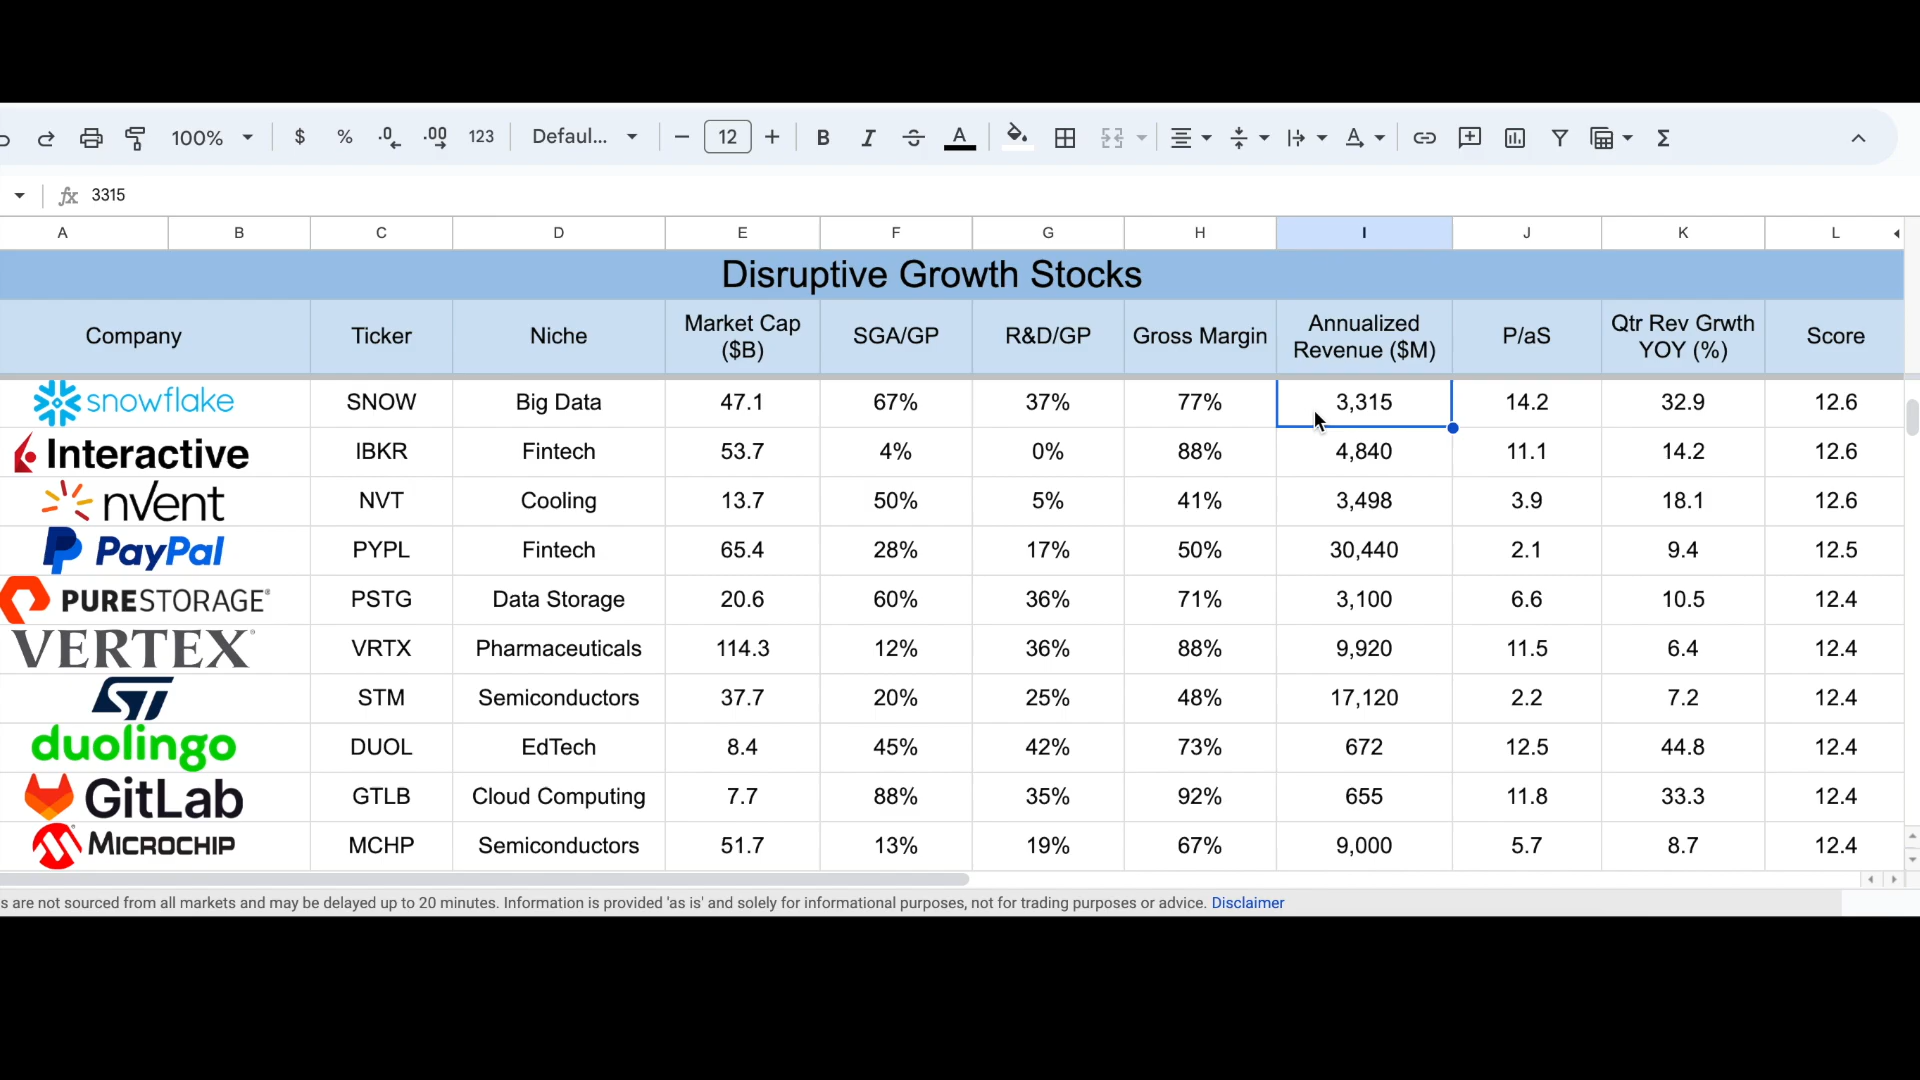 100% $ % .0 .00 123 Defaul... 12 B I A A Σ
fx 3315
A B C D E F G H I J K L
Disruptive Growth Stocks
Company Ticker Niche Market Cap ($B) SGA/GP R&D/GP Gross Margin Annualized Revenue ($M) P/aS Qtr Rev Grwth YOY (%) Score
snowflake SNOW Big Data 47.1 67% 37% 77% 3,315 14.2 32.9 12.6
Interactive IBKR Fintech 53.7 4% 0% 88% 4,840 11.1 14.2 12.6
nVent NVT Cooling 13.7 50% 5% 41% 3,498 3.9 18.1 12.6
PayPal PYPL Fintech 65.4 28% 17% 50% 30,440 2.1 9.4 12.5
PURESTORAGE® PSTG Data Storage 20.6 60% 36% 71% 3,100 6.6 10.5 12.4
VERTEX® VRTX Pharmaceuticals 114.3 12% 36% 88% 9,920 11.5 6.4 12.4
ST STM Semiconductors 37.7 20% 25% 48% 17,120 2.2 7.2 12.4
duolingo DUOL EdTech 8.4 45% 42% 73% 672 12.5 44.8 12.4
GitLab GTLB Cloud Computing 7.7 88% 35% 92% 655 11.8 33.3 12.4
MICROCHIP MCHP Semiconductors 51.7 13% 19% 67% 9,000 5.7 8.7 12.4
s are not sourced from all markets and may be delayed up to 20 minutes. Information is provided 'as is' and solely for informational purposes, not for trading purposes or advice. Disclaimer